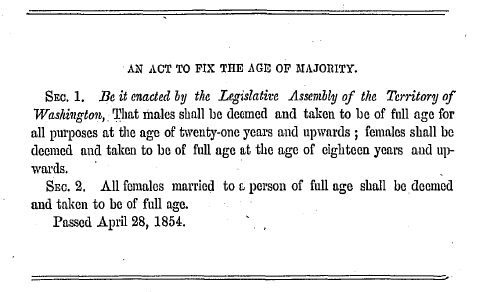 AN ACT TO FIX THE AGE OF MAJORITY.
SEC. 1. Be it enacted by the Legislative Assembly of the Territory of
Washington, That males shall be deemed and taken to be of full age for
all purposes at the age of twenty-one years and upwards ; females shall be
deemed and taken to be of full age at the age of eighteen years and up-
wards.
SEC. 2. All females married to a person of full age shall be deemed
and taken to be of full age.
Passed April 28, 1854.